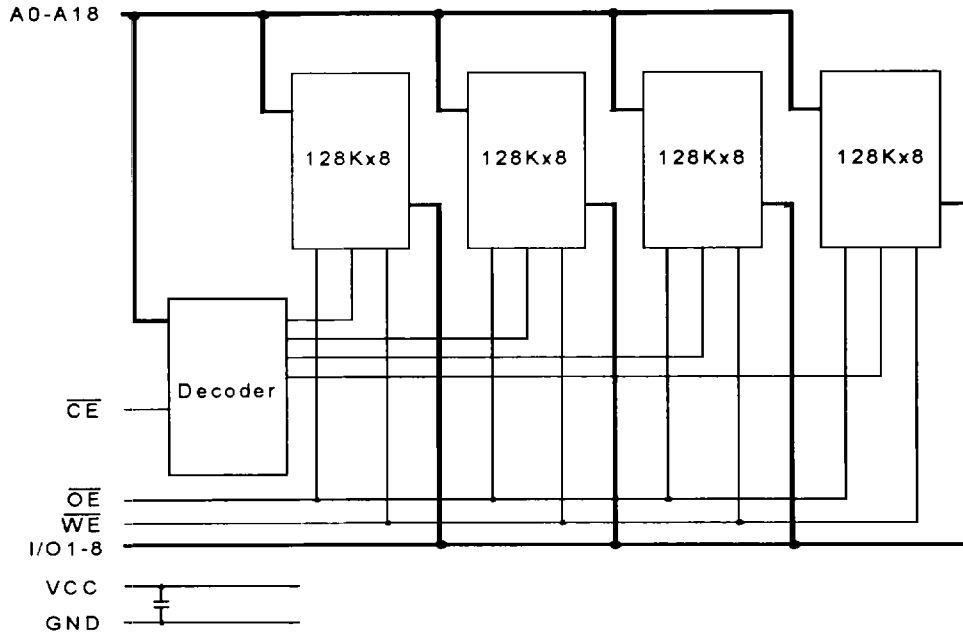 A0-A18
128Kx8
128Kx8
128Kx8
128Kx8
Decoder
CE
OE
WE
I/O1-8
VCC
GND